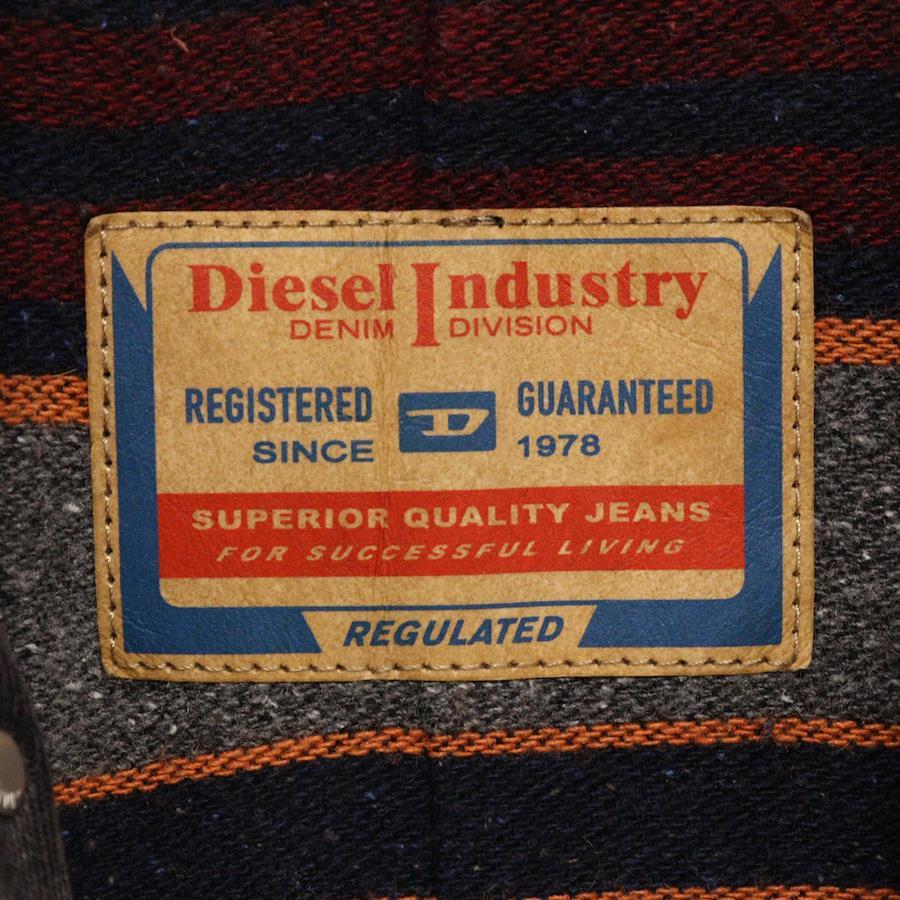 Diesel Industry
DENIM DIVISION
REGISTERED D GUARANTEED
SINCE 1978
SUPERIOR QUALITY JEANS
FOR SUCCESSFUL LIVING
REGULATED